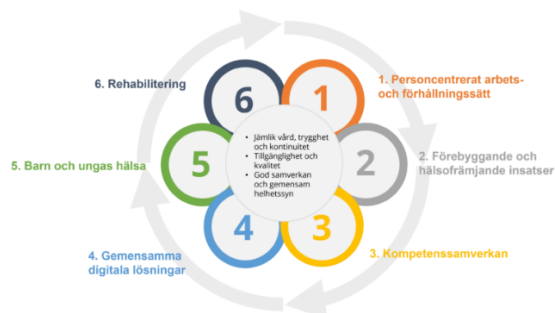 6. Rehabilitering
6
1
1. Personcentrerat arbets-
och förhållningssätt
• Jämlik vård, trygghet
och kontinuitet
• Tillgänglighet och
kvalitet
• God samverkan
och gemensam
helhetssyn
5. Barn och ungas hälsa
5
2
2. Förebyggande och
hälsofrämjande insatser
4
3
4. Gemensamma
digitala lösningar
3. Kompetenssamverkan